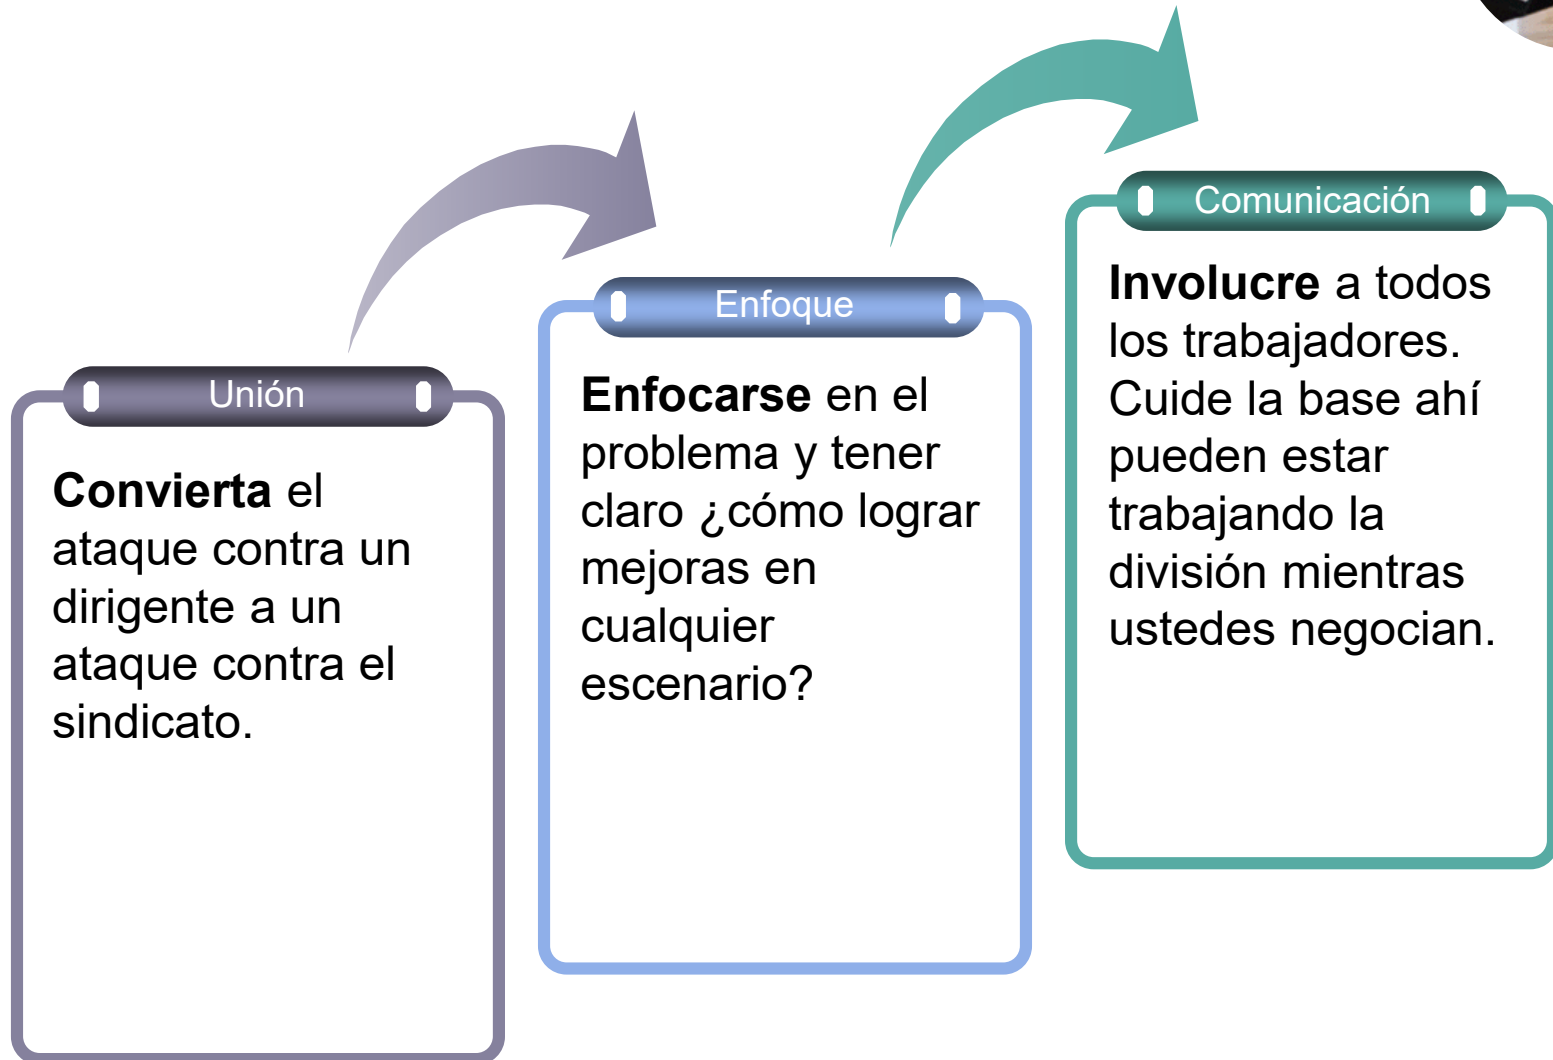 Unión
Convierta el
ataque contra un
dirigente a un
ataque contra el
sindicato.
Enfoque
Enfocarse en el
problema y tener
claro ¿cómo lograr
mejoras en
cualquier
escenario?
Comunicación
Involucre a todos
los trabajadores.
Cuide la base ahí
pueden estar
trabajando la
división mientras
ustedes negocian.